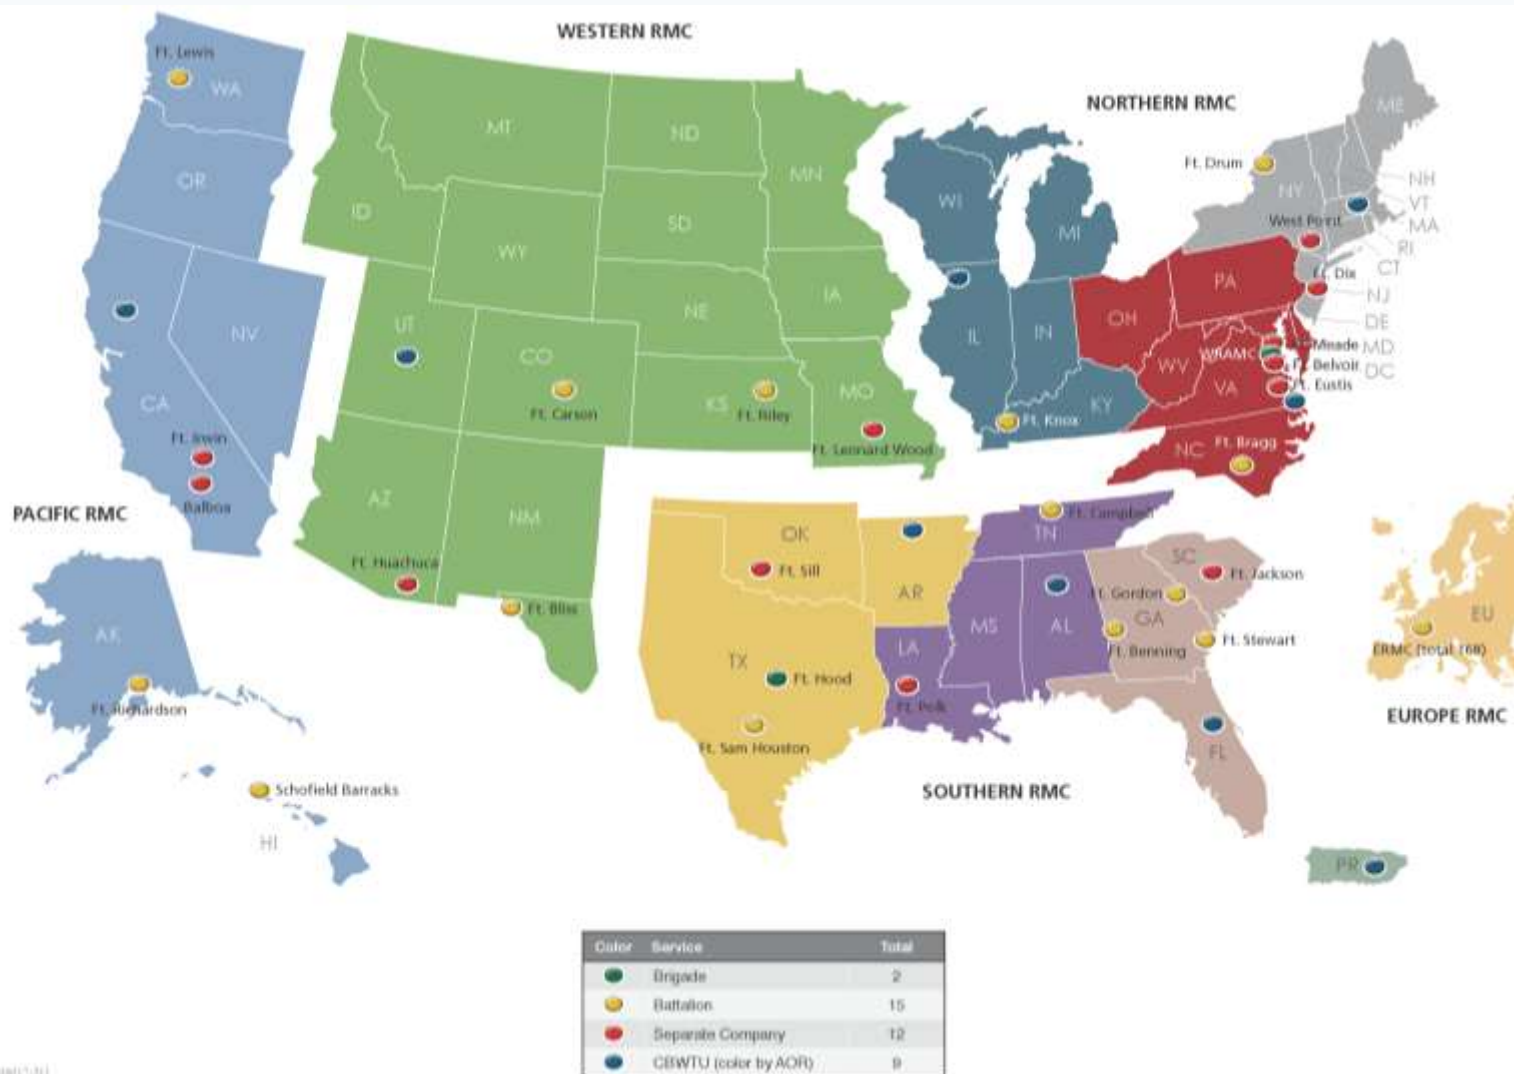 WESTERN RMC
NORTHERN RMC
Ft. Lewis
WA
OR
CA
NV
Ft. Irwin
Balboa
PACIFIC RMC
AK
Ft. Richardson
Schofield Barracks
HI
MT
ND
MN
ID
WY
SD
IA
NE
UT
CO
Ft. Carson
KS
Ft. Riley
MO
Ft. Lennard Wood
AZ
NM
Ft. Huachuca
Ft. Bliss
WI
MI
IL
IN
KY
Ft. Knox
ME
Ft. Drum
NY
NH
VT
MA
RI
CT
West Point
Ft. Dix
NJ
DE
PA
OH
WV
VA
WRAMC
Meade
MD
Ft. Belvoir
DC
Ft. Eustis
NC
Ft. Bragg
OK
Ft. Sill
AR
TX
Ft. Hood
Ft. Sam Houston
LA
Ft. Polk
MS
AL
TN
Ft. Campbell
SC
Ft. Jackson
Ft. Gordon
GA
Ft. Benning
Ft. Stewart
FL
SOUTHERN RMC
EU
ERMC (total 168)
EUROPE RMC
PR
Color Service Total
Brigade 2
Battalion 15
Separate Company 12
CBWTU (color by AOR) 9